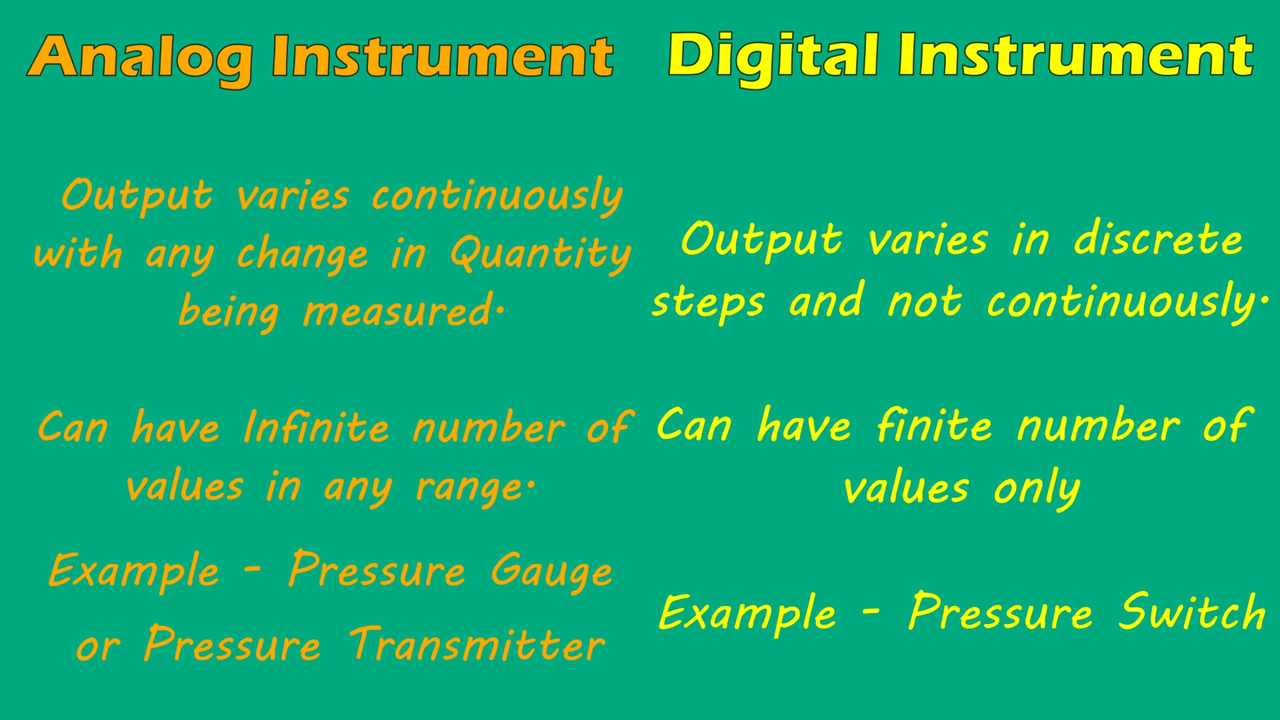 Analog Instrument
Output varies continuously
with any change in Quantity
being measured.
Can have Infinite number of
values in any range.
Example - Pressure Gauge
or Pressure Transmitter
Digital Instrument
Output varies in discrete
steps and not continuously.
Can have finite number of
values only
Example - Pressure Switch